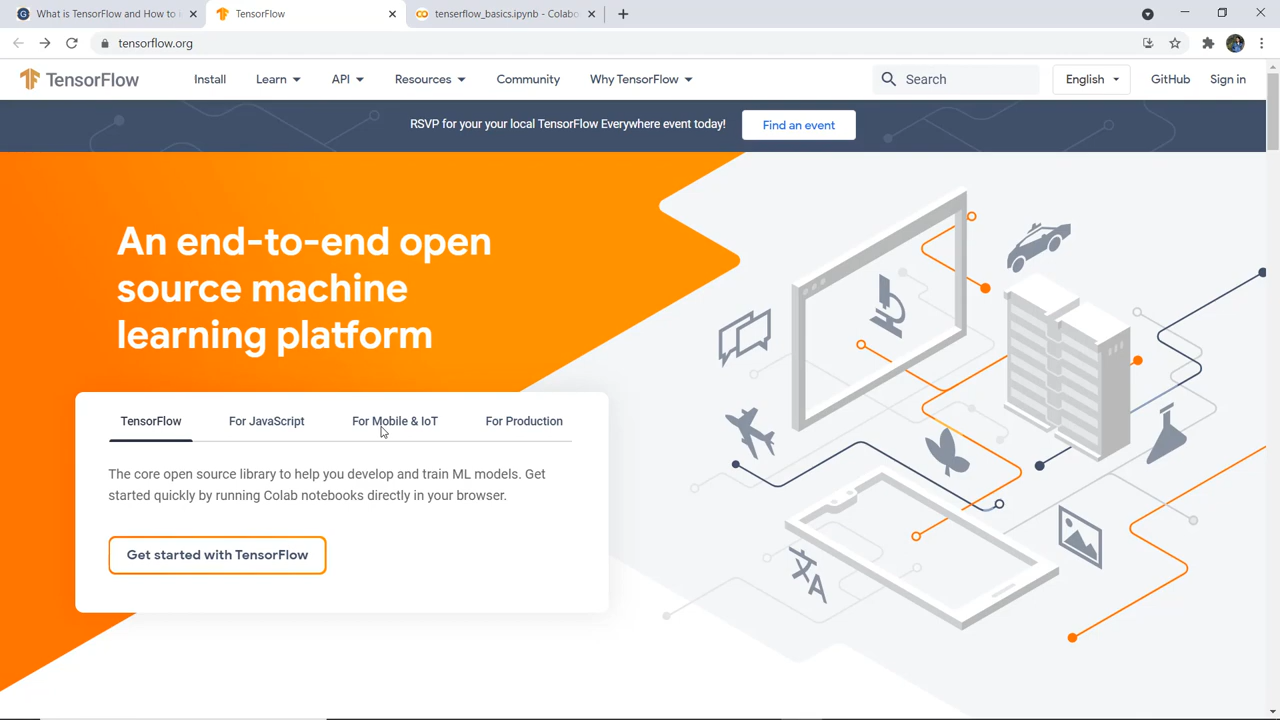 What is TensorFlow and How to
TensorFlow
tenserflow_basics.ipynb - Colabo
tensorflow.org
TensorFlow
Install
Learn
API
Resources
Community
Why TensorFlow
Search
English
GitHub
Sign in
RSVP for your your local TensorFlow Everywhere event today!
Find an event
An end-to-end open
source machine
learning platform
TensorFlow
For JavaScript
For Mobile & IoT
For Production
The core open source library to help you develop and train ML models. Get
started quickly by running Colab notebooks directly in your browser.
Get started with TensorFlow